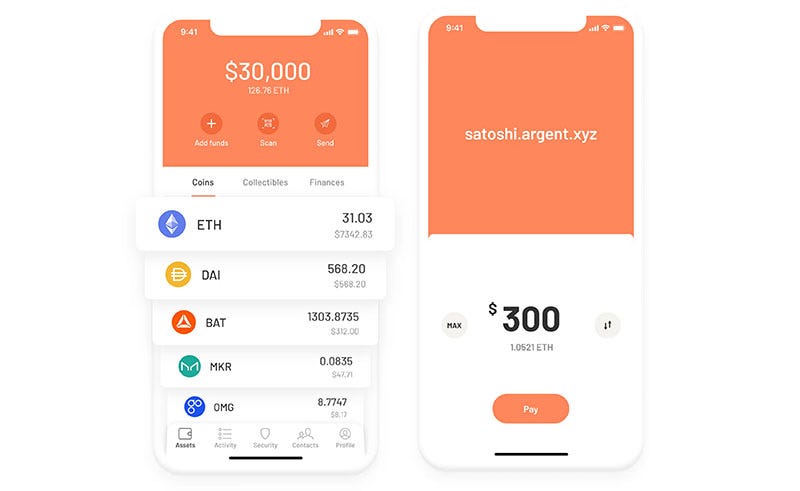 9:41
$30,000
126.76 ETH
Add funds Scan Send
Coins Collectibles Finances
ETH 31.03
$7342.83
DAI 568.20
$568.20
BAT 1303.8735
$312.00
MKR 0.0835
$47.71
OMG 8.7747
$8.17
Assets Activity Security Contacts Profile
9:41
satoshi.argent.xyz
MAX $300
1.0521 ETH
Pay